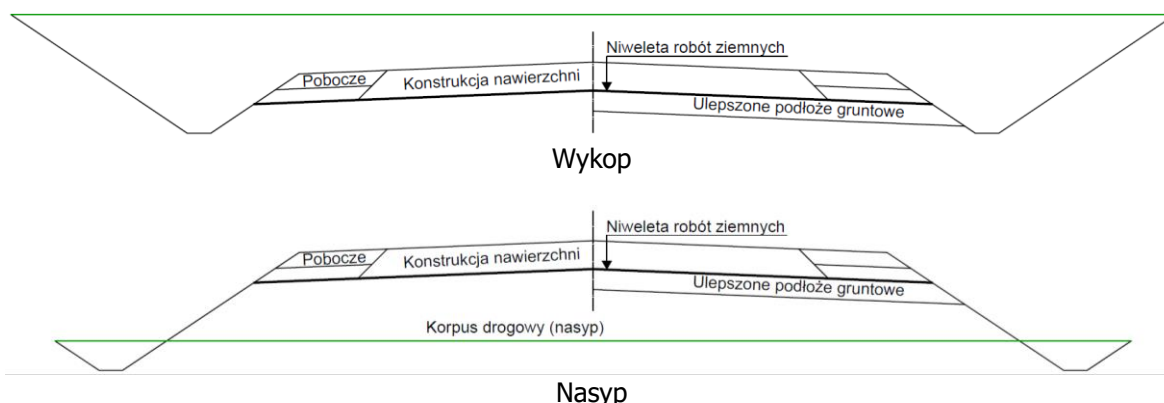 Niweleta robót ziemnych
Pobocze
Konstrukcja nawierzchni
Ulepszone podłoże gruntowe
Wykop
Niweleta robót ziemnych
Pobocze
Konstrukcja nawierzchni
Ulepszone podłoże gruntowe
Korpus drogowy (nasyp)
Nasyp